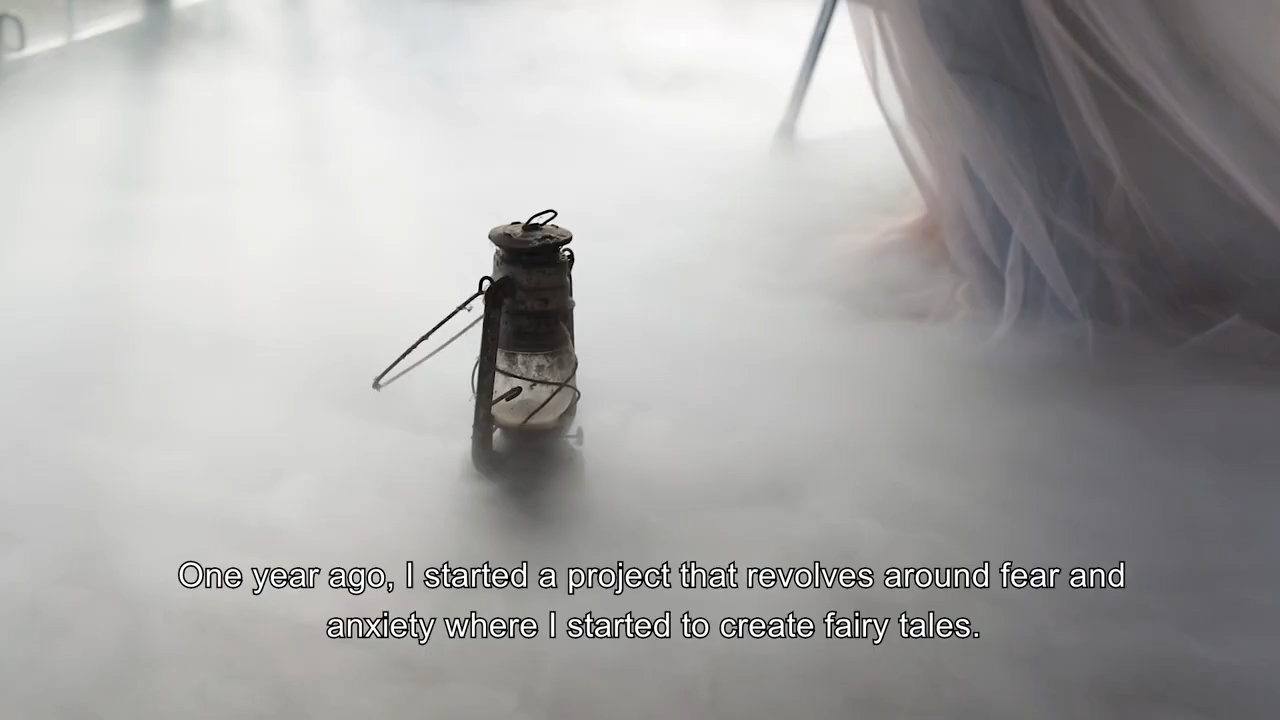 One year ago, I started a project that revolves around fear and
anxiety where I started to create fairy tales.